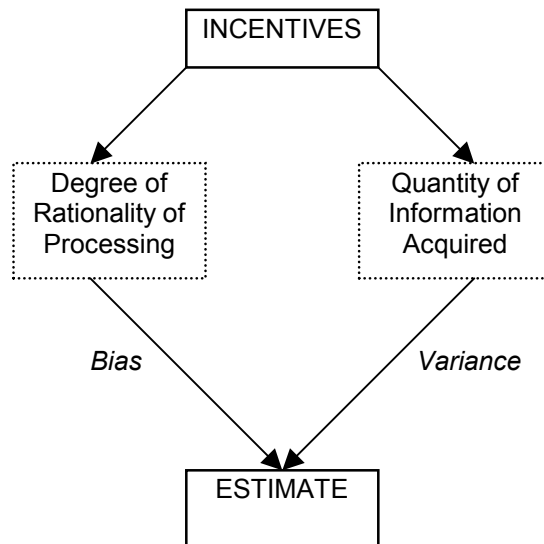 INCENTIVES
Degree of
Rationality of
Processing
Quantity of
Information
Acquired
Bias
Variance
ESTIMATE